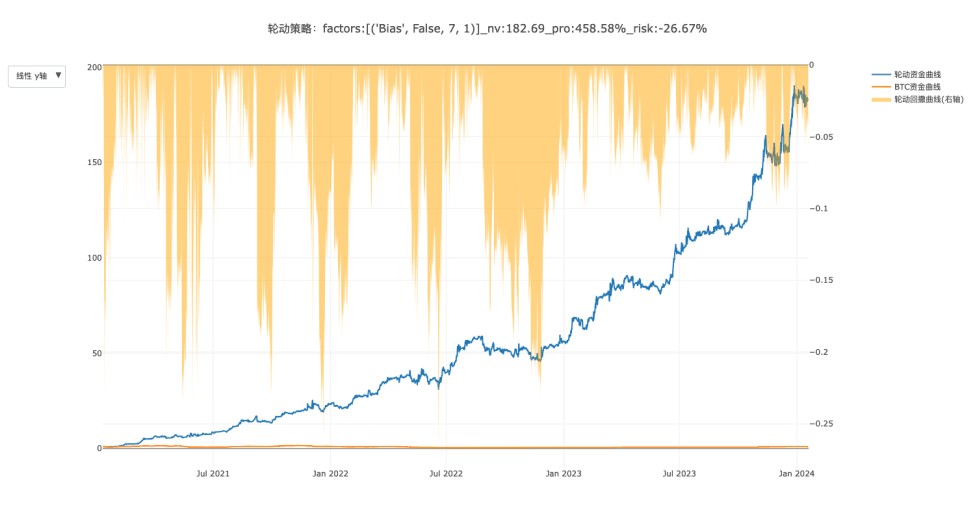 轮动策略：factors:[('Bias', False, 7, 1)]_nv:182.69_pro:458.58%_risk:-26.67%
线性 y轴 ▼
200
150
100
50
0
0
−0.05
−0.1
−0.15
−0.2
−0.25
Jul 2021
Jan 2022
Jul 2022
Jan 2023
Jul 2023
Jan 2024
轮动资金曲线
BTC资金曲线
轮动回撤曲线(右轴)